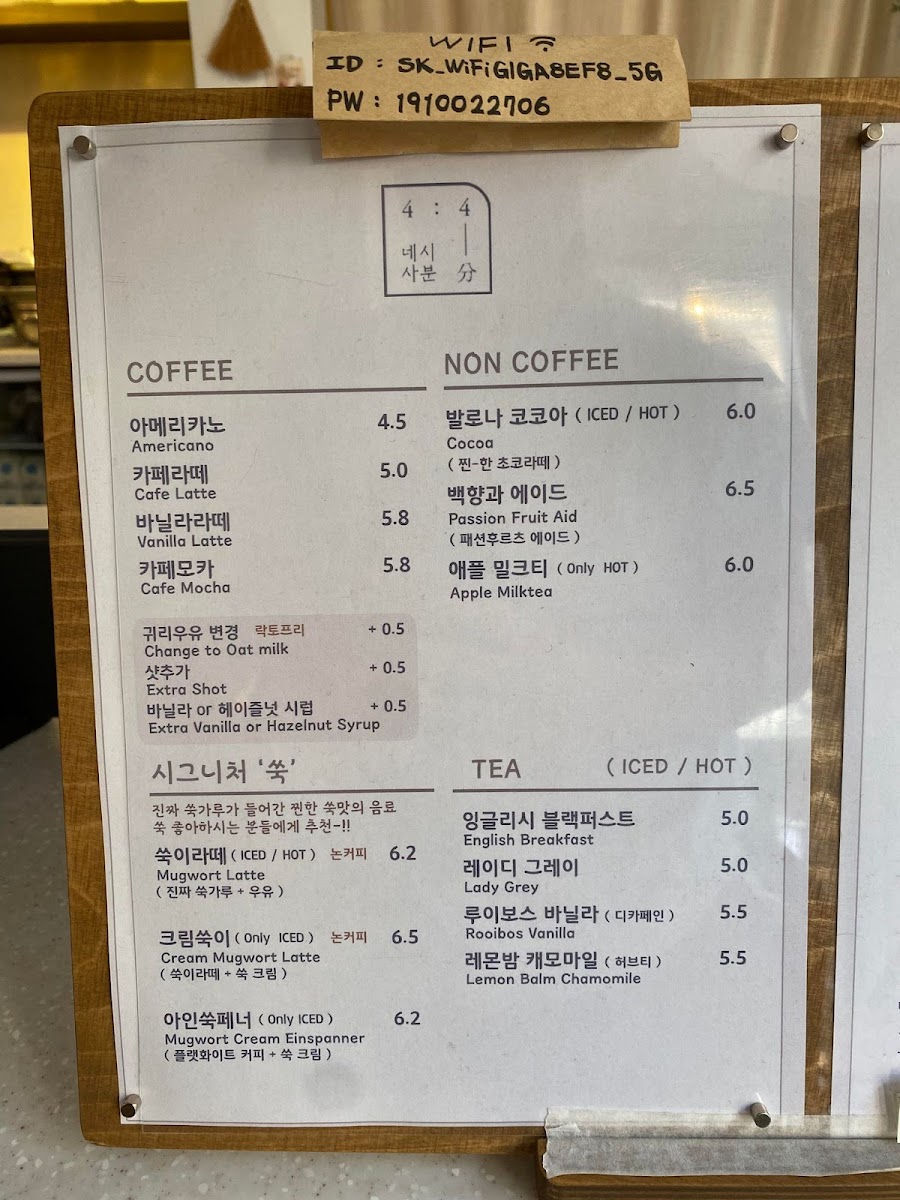 WIFI
ID : SK_WiFiGIGA8EF8_5G
PW : 1910022706
4 : 4
네시
사분 分
COFFEE
아메리카노 4.5
Americano
카페라떼 5.0
Cafe Latte
바닐라라떼 5.8
Vanilla Latte
카페모카 5.8
Cafe Mocha
귀리우유 변경 락토프리 + 0.5
Change to Oat milk
샷추가 + 0.5
Extra Shot
바닐라 or 헤이즐넛 시럽 + 0.5
Extra Vanilla or Hazelnut Syrup
NON COFFEE
발로나 코코아 ( ICED / HOT ) 6.0
Cocoa
( 찐-한 초코라떼 )
백향과 에이드 6.5
Passion Fruit Aid
( 패션후르츠 에이드 )
애플 밀크티 ( Only HOT ) 6.0
Apple Milktea
시그니처 ‘쑥’
진짜 쑥가루가 들어간 찐한 쑥맛의 음료
쑥 좋아하시는 분들에게 추천-!!
쑥이라떼 ( ICED / HOT ) 논커피 6.2
Mugwort Latte
( 진짜 쑥가루 + 우유 )
크림쑥이 ( Only ICED ) 논커피 6.5
Cream Mugwort Latte
( 쑥이라떼 + 쑥 크림 )
아인쑥페너 ( Only ICED ) 6.2
Mugwort Cream Einspanner
( 플랫화이트 커피 + 쑥 크림 )
TEA ( ICED / HOT )
잉글리시 블랙퍼스트 5.0
English Breakfast
레이디 그레이 5.0
Lady Grey
루이보스 바닐라 ( 디카페인 ) 5.5
Rooibos Vanilla
레몬밤 캐모마일 ( 허브티 ) 5.5
Lemon Balm Chamomile